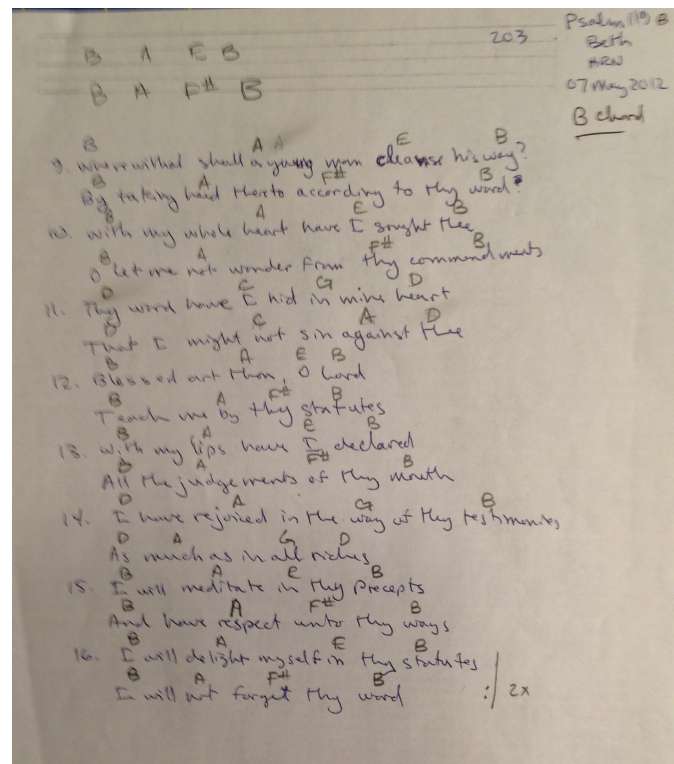 203
Psalm 119 B
Beth
ARN
07 May 2012
B chord
B A E B
B A F# B
B A A E B
9. wherewithal shall a young man cleanse his way?
B A F# B
By taking heed therto according to thy word.
B A E B
10. with my whole heart have I sought thee
B A F# B
O let me not wander from thy commandments
D C G D
11. Thy word have I hid in mine heart
D C A D
That I might not sin against thee
B A E B
12. Blessed art thou, O Lord
B A F# B
Teach me by thy statutes
B A E B
13. with my lips have I declared
B A F# B
All the judgements of thy mouth
D A G B
14. I have rejoiced in the way of thy testimonies
D A G D
As much as in all riches
B A E B
15. I will meditate in thy precepts
B A F# B
And have respect unto thy ways
B A E B
16. I will delight myself in thy statutes
B A F# B
I will not forget thy word :| 2x